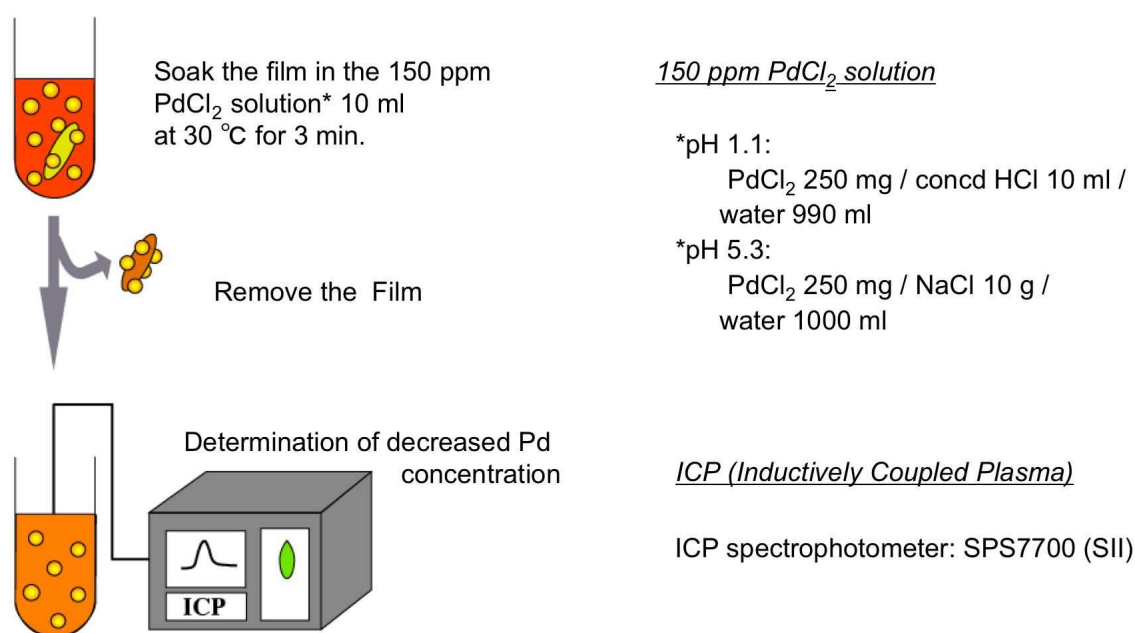 Soak the film in the 150 ppm
PdCl₂ solution* 10 ml
at 30 ℃ for 3 min.
Remove the Film
Determination of decreased Pd
concentration
ICP
150 ppm PdCl₂ solution
*pH 1.1:
PdCl₂ 250 mg / concd HCl 10 ml /
water 990 ml
*pH 5.3:
PdCl₂ 250 mg / NaCl 10 g /
water 1000 ml
ICP (Inductively Coupled Plasma)
ICP spectrophotometer: SPS7700 (SII)